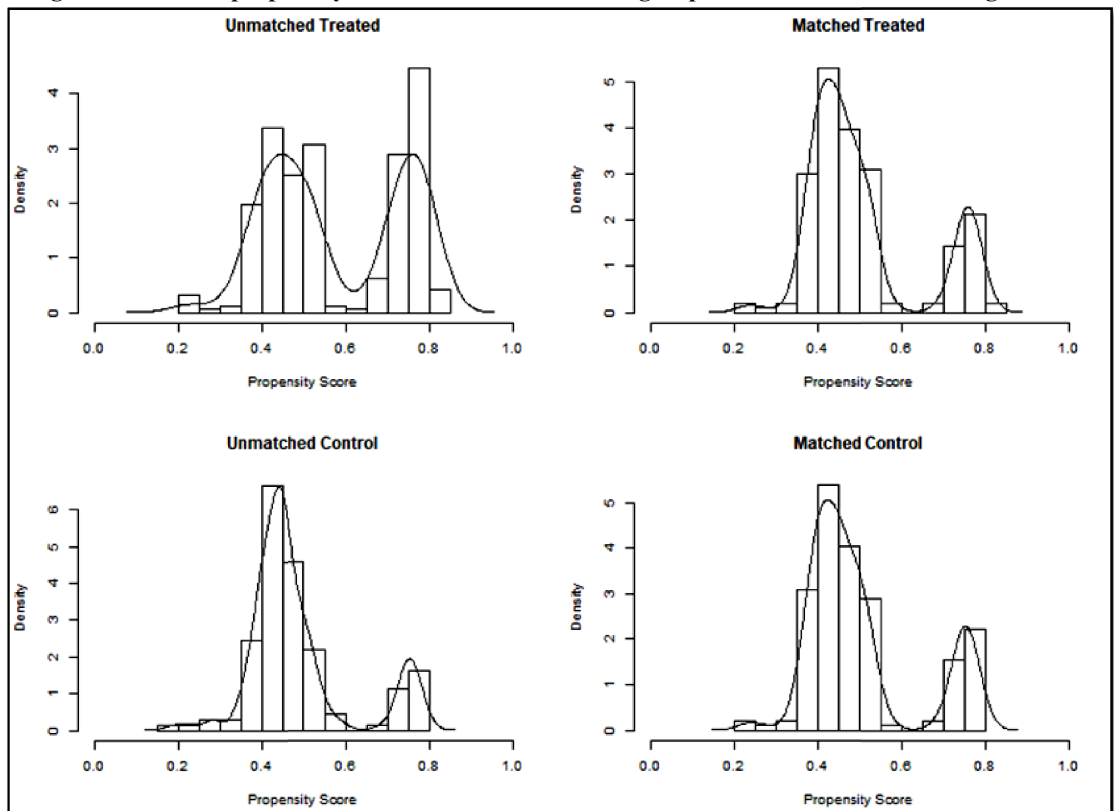 Unmatched Treated
Density
0 1 2 3 4
0.0 0.2 0.4 0.6 0.8 1.0
Propensity Score
Matched Treated
Density
0 1 2 3 4 5
0.0 0.2 0.4 0.6 0.8 1.0
Propensity Score
Unmatched Control
Density
0 1 2 3 4 5 6
0.0 0.2 0.4 0.6 0.8 1.0
Propensity Score
Matched Control
Density
0 1 2 3 4 5
0.0 0.2 0.4 0.6 0.8 1.0
Propensity Score